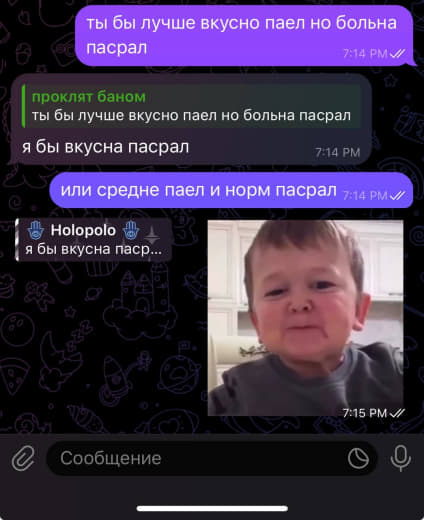 ты бы лучше вкусно паел но больна
пасрал
7:14 PM
проклят баном
ты бы лучше вкусно паел но больна пасрал
я бы вкусна пасрал
7:14 PM
или средне паел и норм пасрал
7:14 PM
Holopolo
я бы вкусна паср...
7:15 PM
Сообщение